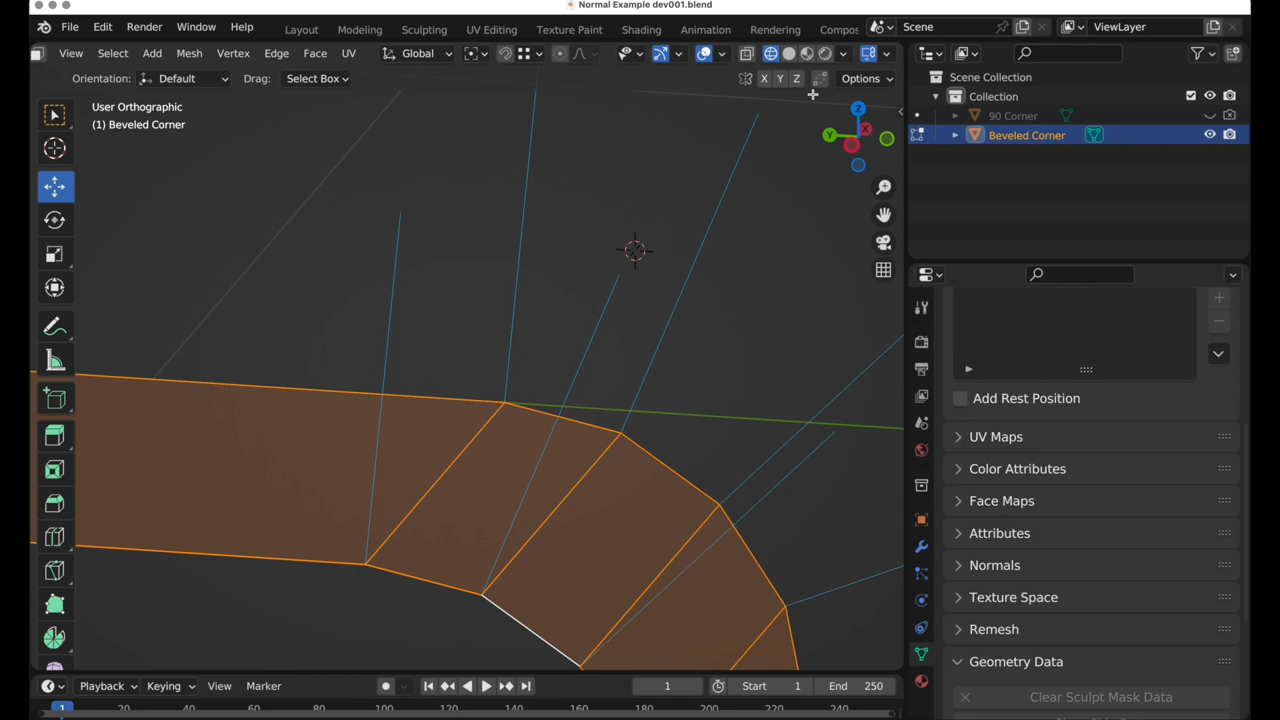 Normal Example dev001.blend
File Edit Render Window Help Layout Modeling Sculpting UV Editing Texture Paint Shading Animation Rendering Compos Scene ViewLayer
View Select Add Mesh Vertex Edge Face UV Global
Orientation: Default Drag: Select Box X Y Z Options
User Orthographic
(1) Beveled Corner
Z
Y X
Scene Collection
Collection
90 Corner
Beveled Corner
Add Rest Position
UV Maps
Color Attributes
Face Maps
Attributes
Normals
Texture Space
Remesh
Geometry Data
Clear Sculpt Mask Data
Playback Keying View Marker 1 Start 1 End 250
1 20 40 60 80 100 120 140 160 180 200 220 240